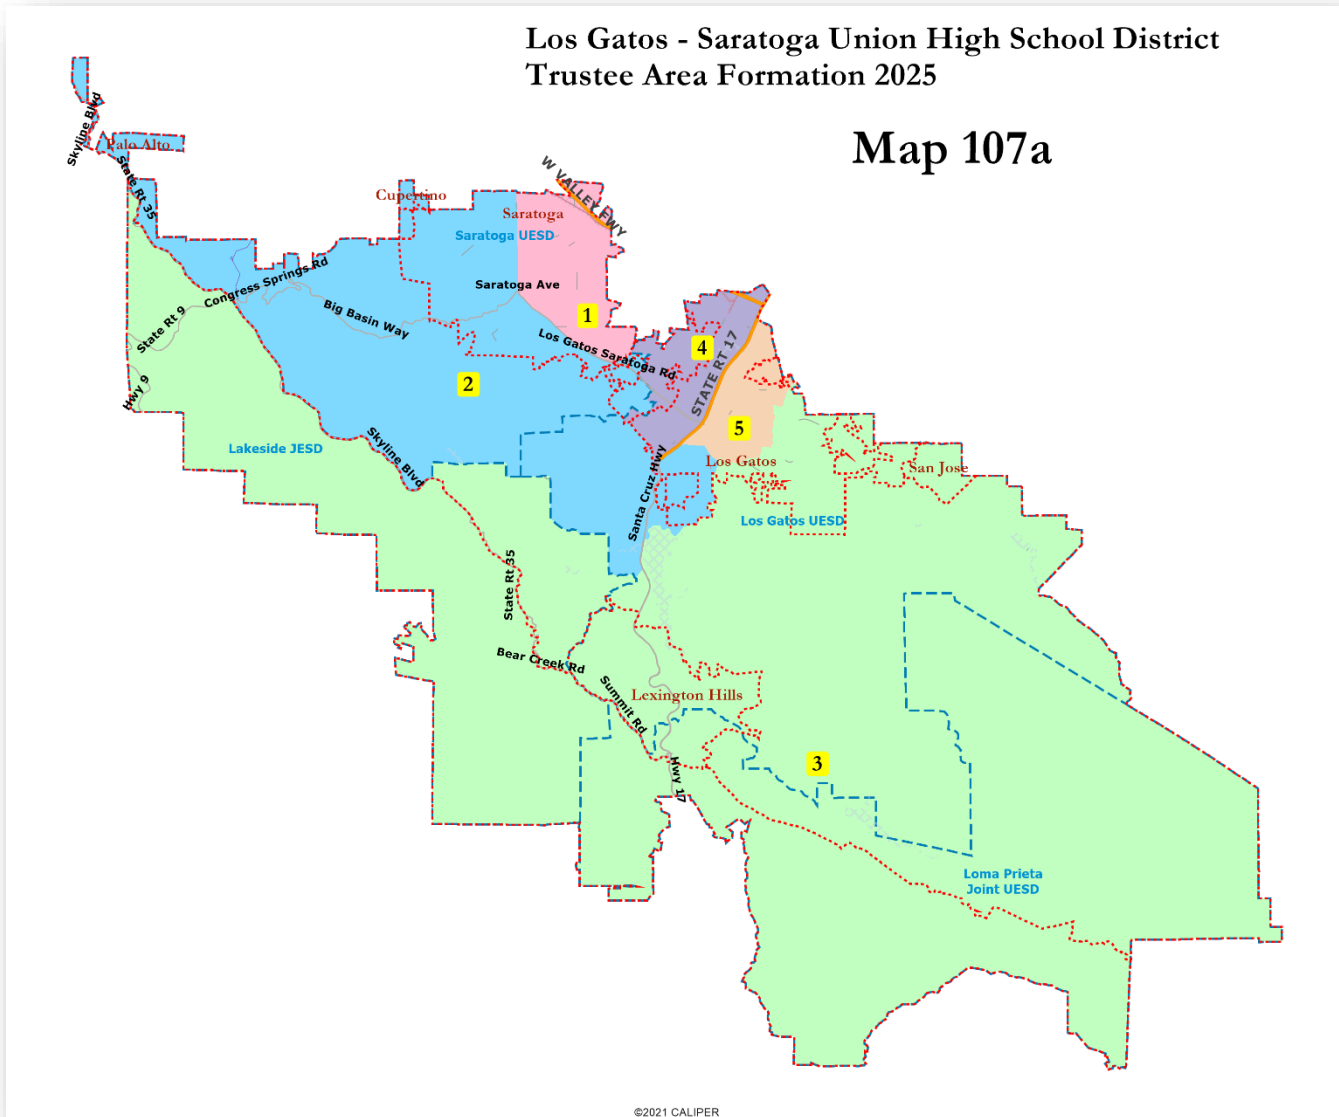 Los Gatos - Saratoga Union High School District
Trustee Area Formation 2025
Map 107a
Skyline Blvd
Palo Alto
State Rt 35
W VALLEY FWY
Cupertino
Saratoga
Saratoga UESD
Congress Springs Rd
Saratoga Ave
State Rt 9
Big Basin Way
1
Los Gatos Saratoga Rd
4
STATE RT 17
Hwy 9
2
5
Lakeside JESD
Skyline Blvd
Santa Cruz Hwy
Los Gatos
San Jose
Los Gatos UESD
State Rt 35
Bear Creek Rd
Summit Rd
Lexington Hills
3
Hwy 17
Loma Prieta
Joint UESD
©2021 CALIPER